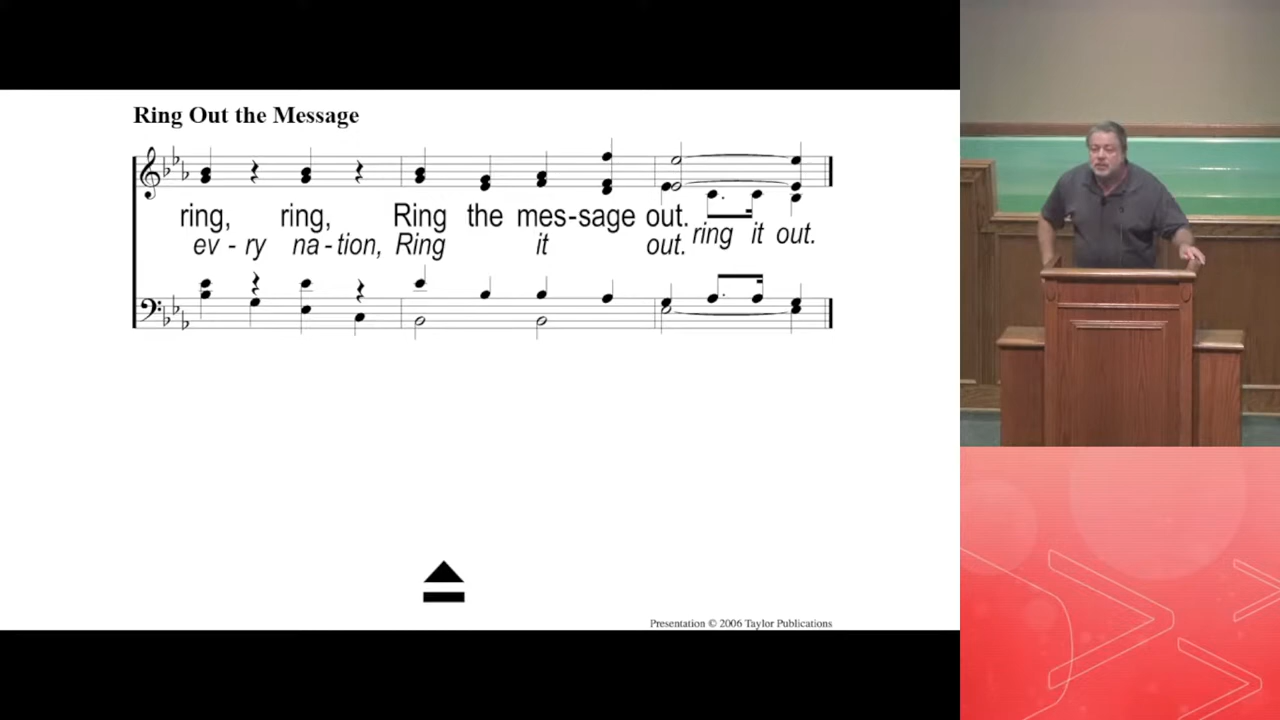 Ring Out the Message
ring, ring, Ring the mes-sage out.
ev - ry na-tion, Ring it out. ring it out.
Presentation © 2006 Taylor Publications